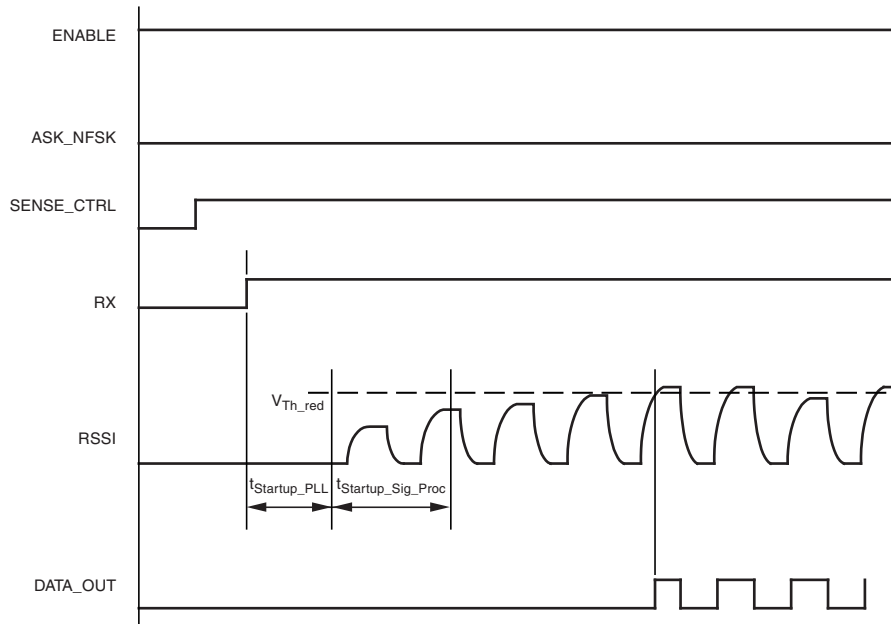 ENABLE
ASK_NFSK
SENSE_CTRL
RX
VTh_red
RSSI
tStartup_PLL
tStartup_Sig_Proc
DATA_OUT